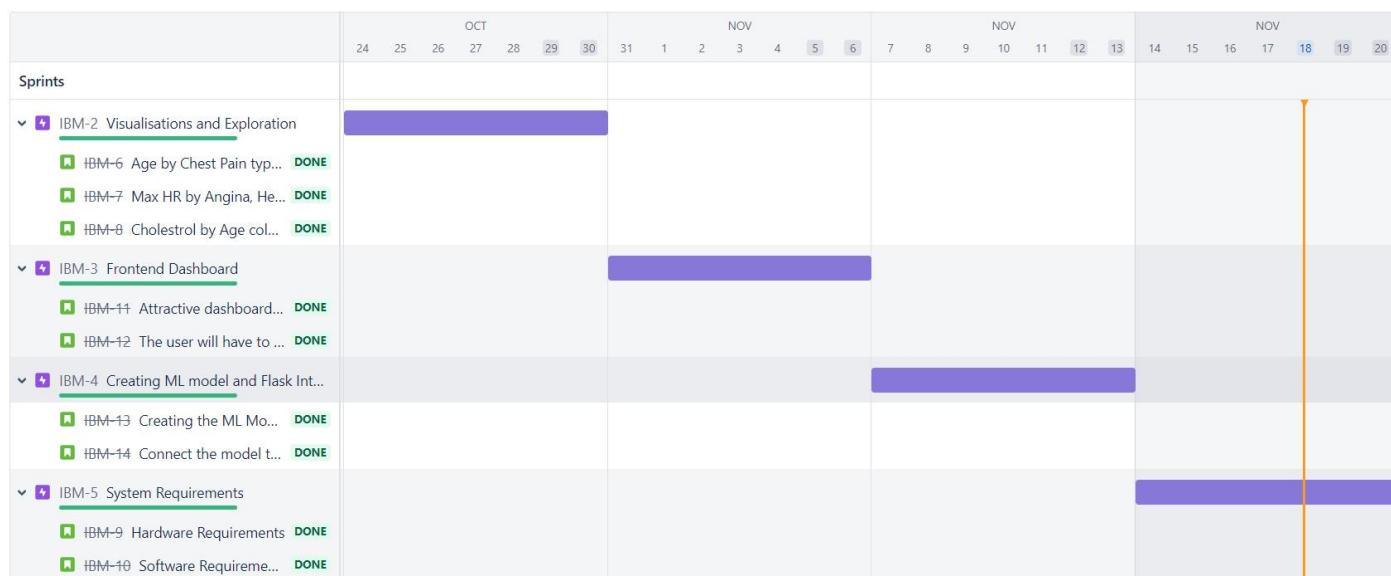 OCT NOV NOV NOV
24 25 26 27 28 29 30 31 1 2 3 4 5 6 7 8 9 10 11 12 13 14 15 16 17 18 19 20
Sprints
IBM-2 Visualisations and Exploration
IBM-6 Age by Chest Pain typ... DONE
IBM-7 Max HR by Angina, He... DONE
IBM-8 Cholestrol by Age col... DONE
IBM-3 Frontend Dashboard
IBM-11 Attractive dashboard... DONE
IBM-12 The user will have to ... DONE
IBM-4 Creating ML model and Flask Int...
IBM-13 Creating the ML Mo... DONE
IBM-14 Connect the model t... DONE
IBM-5 System Requirements
IBM-9 Hardware Requirements DONE
IBM-10 Software Requireme... DONE